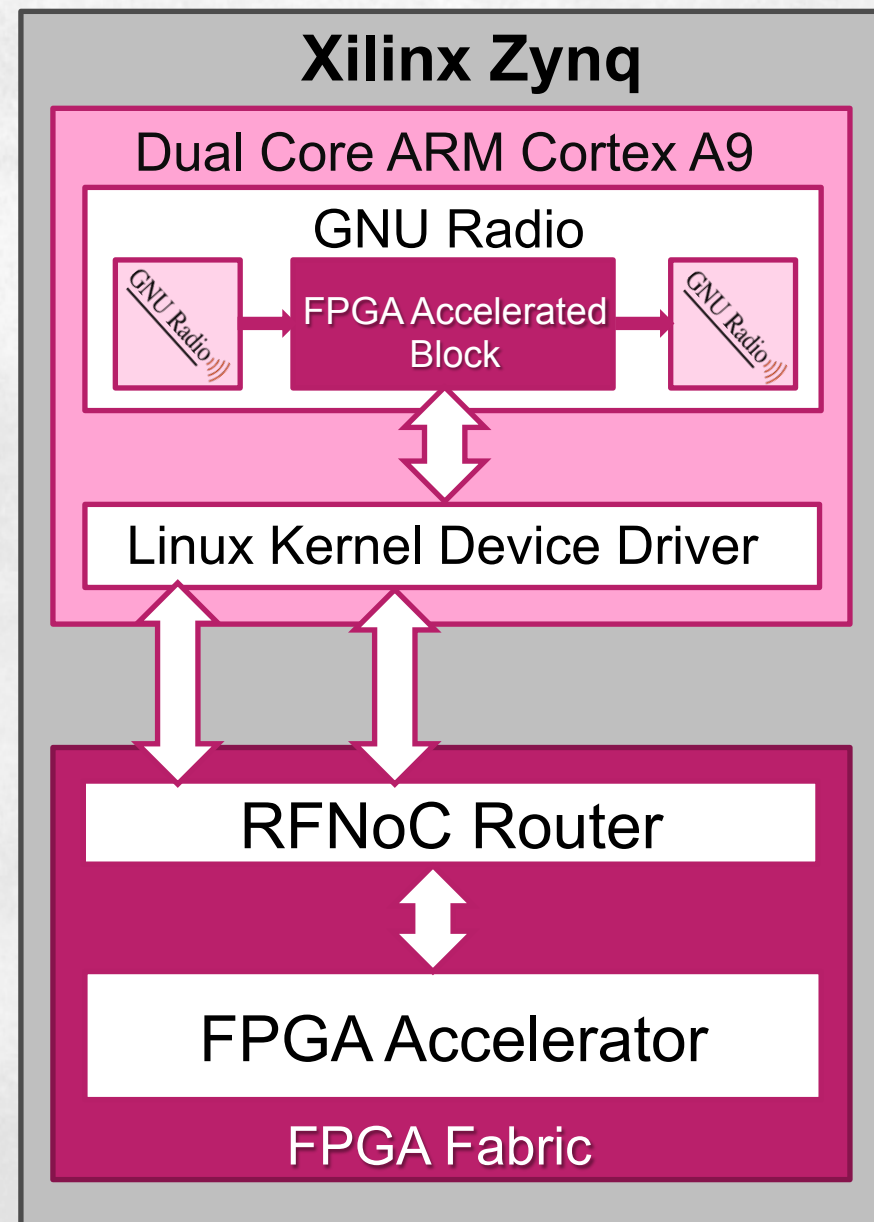 Xilinx Zynq
Dual Core ARM Cortex A9
GNU Radio
GNU Radio
FPGA Accelerated
Block
GNU Radio
Linux Kernel Device Driver
RFNoC Router
FPGA Accelerator
FPGA Fabric